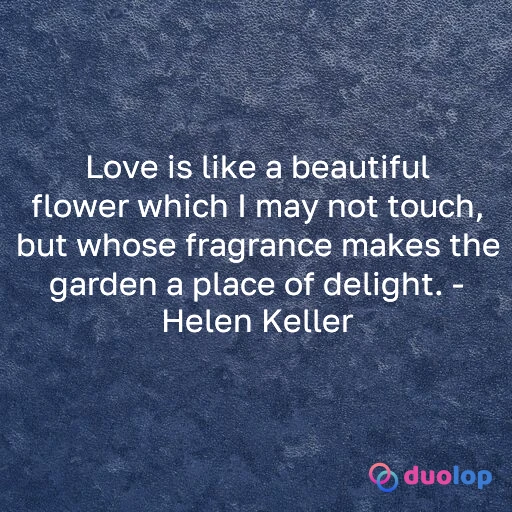 Love is like a beautiful
flower which I may not touch,
but whose fragrance makes the
garden a place of delight. -
Helen Keller
duolop